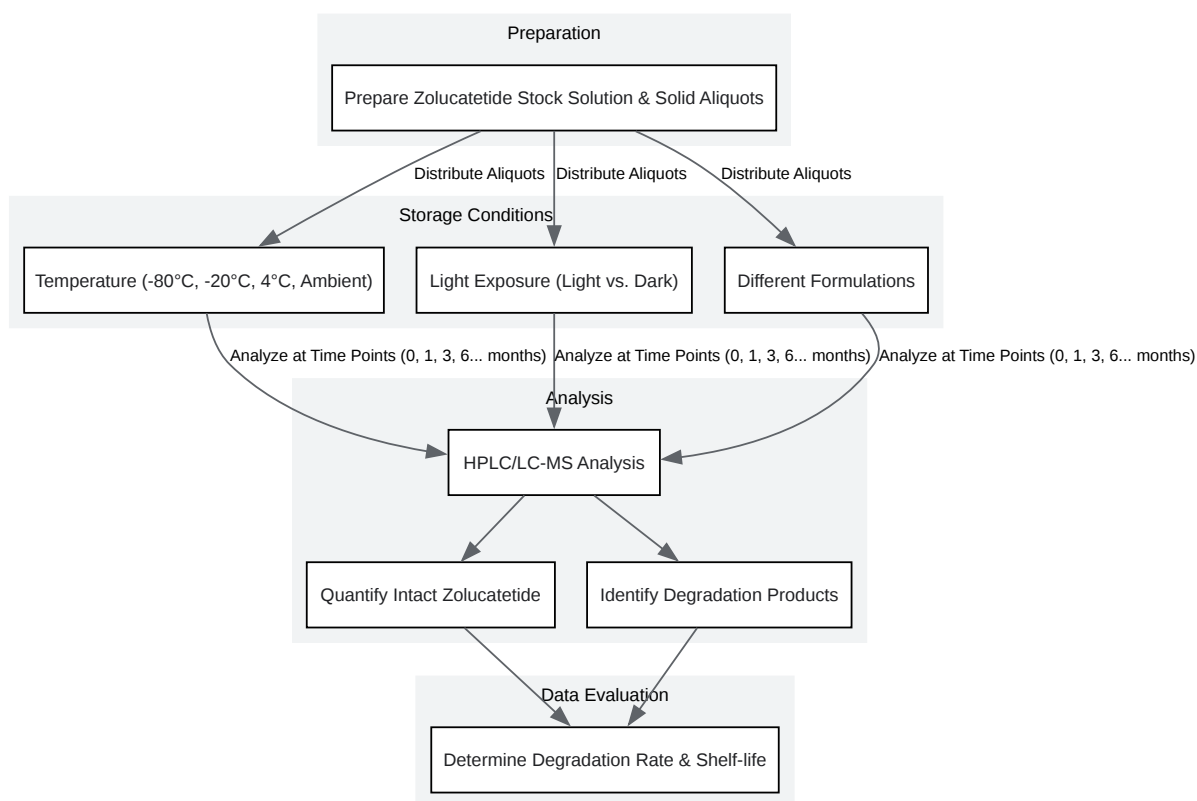 Preparation
Prepare Zolucatetide Stock Solution & Solid Aliquots
Distribute Aliquots
Distribute Aliquots
Distribute Aliquots
Storage Conditions
Temperature (-80°C, -20°C, 4°C, Ambient)
Light Exposure (Light vs. Dark)
Different Formulations
Analyze at Time Points (0, 1, 3, 6... months)
Analyze at Time Points (0, 1, 3, 6... months)
Analyze at Time Points (0, 1, 3, 6... months)
Analysis
HPLC/LC-MS Analysis
Quantify Intact Zolucatetide
Identify Degradation Products
Data Evaluation
Determine Degradation Rate & Shelf-life